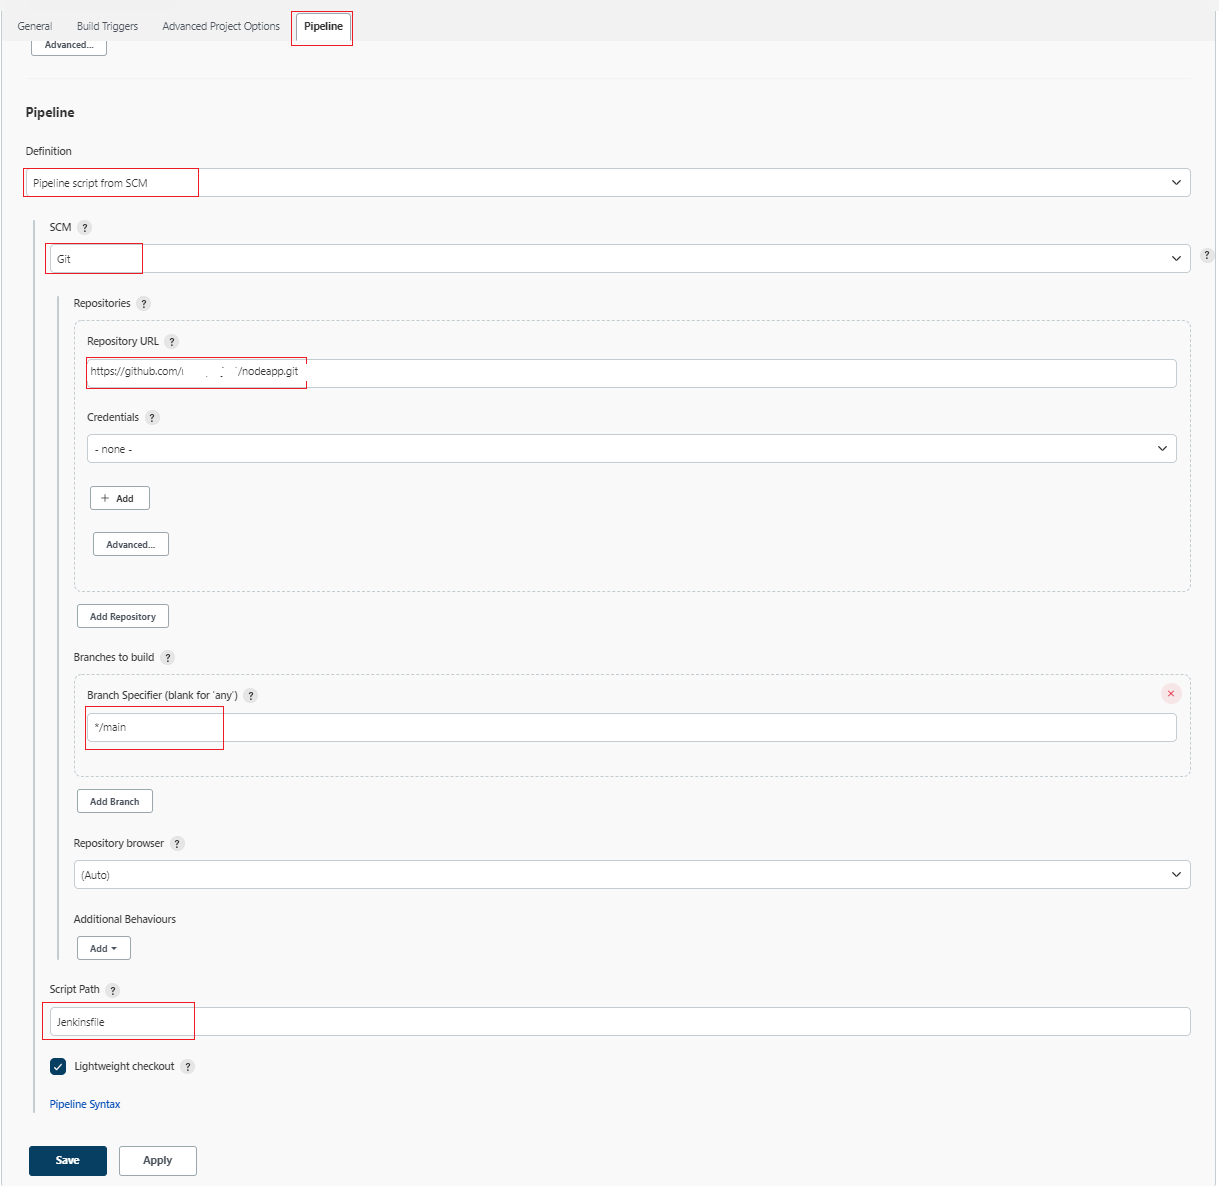 General Build Triggers Advanced Project Options Pipeline
Advanced...
Pipeline
Definition
Pipeline script from SCM
SCM ?
Git
?
Repositories ?
Repository URL ?
https://github.com/ /nodeapp.git
Credentials ?
- none -
+ Add
Advanced...
Add Repository
Branches to build ?
Branch Specifier (blank for 'any') ?
*/main
Add Branch
Repository browser ?
(Auto)
Additional Behaviours
Add
Script Path ?
Jenkinsfile
Lightweight checkout ?
Pipeline Syntax
Save Apply